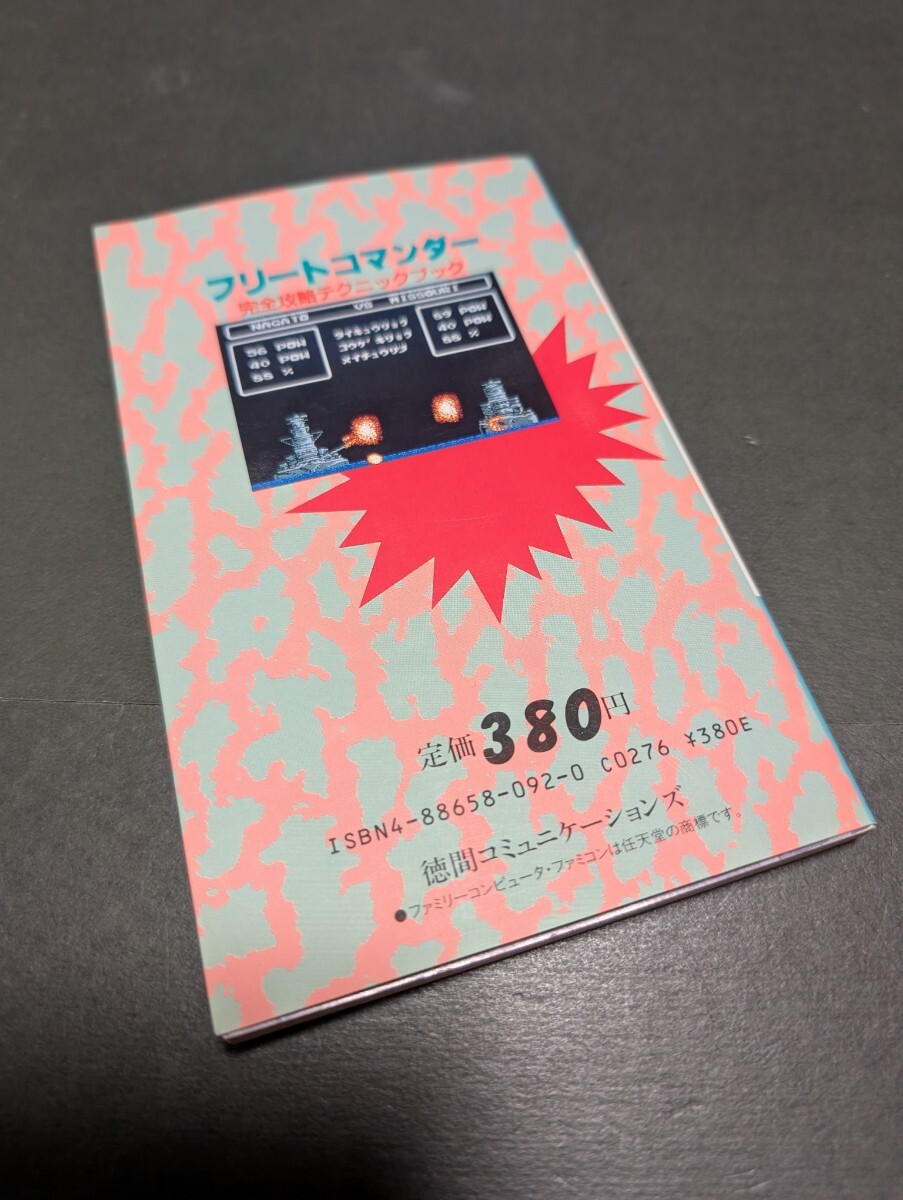 フリートコマンダー
完全攻略テクニックブック
NAGATO VS MISSOURI
56 POW ライキュウリョク 57 POW
40 POW コウゲキリョク 40 POW
55 % メイチュウリツ 55 %
定価380円
ISBN4-88658-092-0 C0276 ¥380E
徳間コミュニケーションズ
●ファミリーコンピュータ・ファミコンは任天堂の商標です。